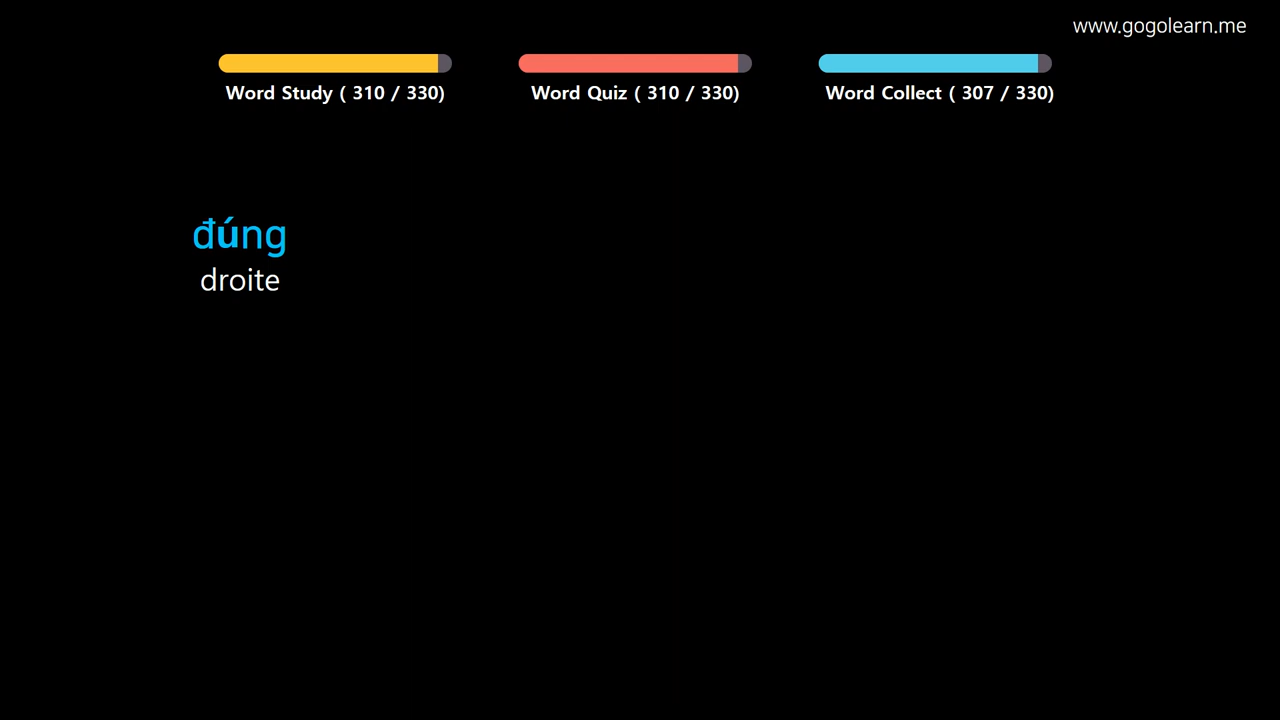 www.gogolearn.me
Word Study ( 310 / 330)
Word Quiz ( 310 / 330)
Word Collect ( 307 / 330)
đúng
droite